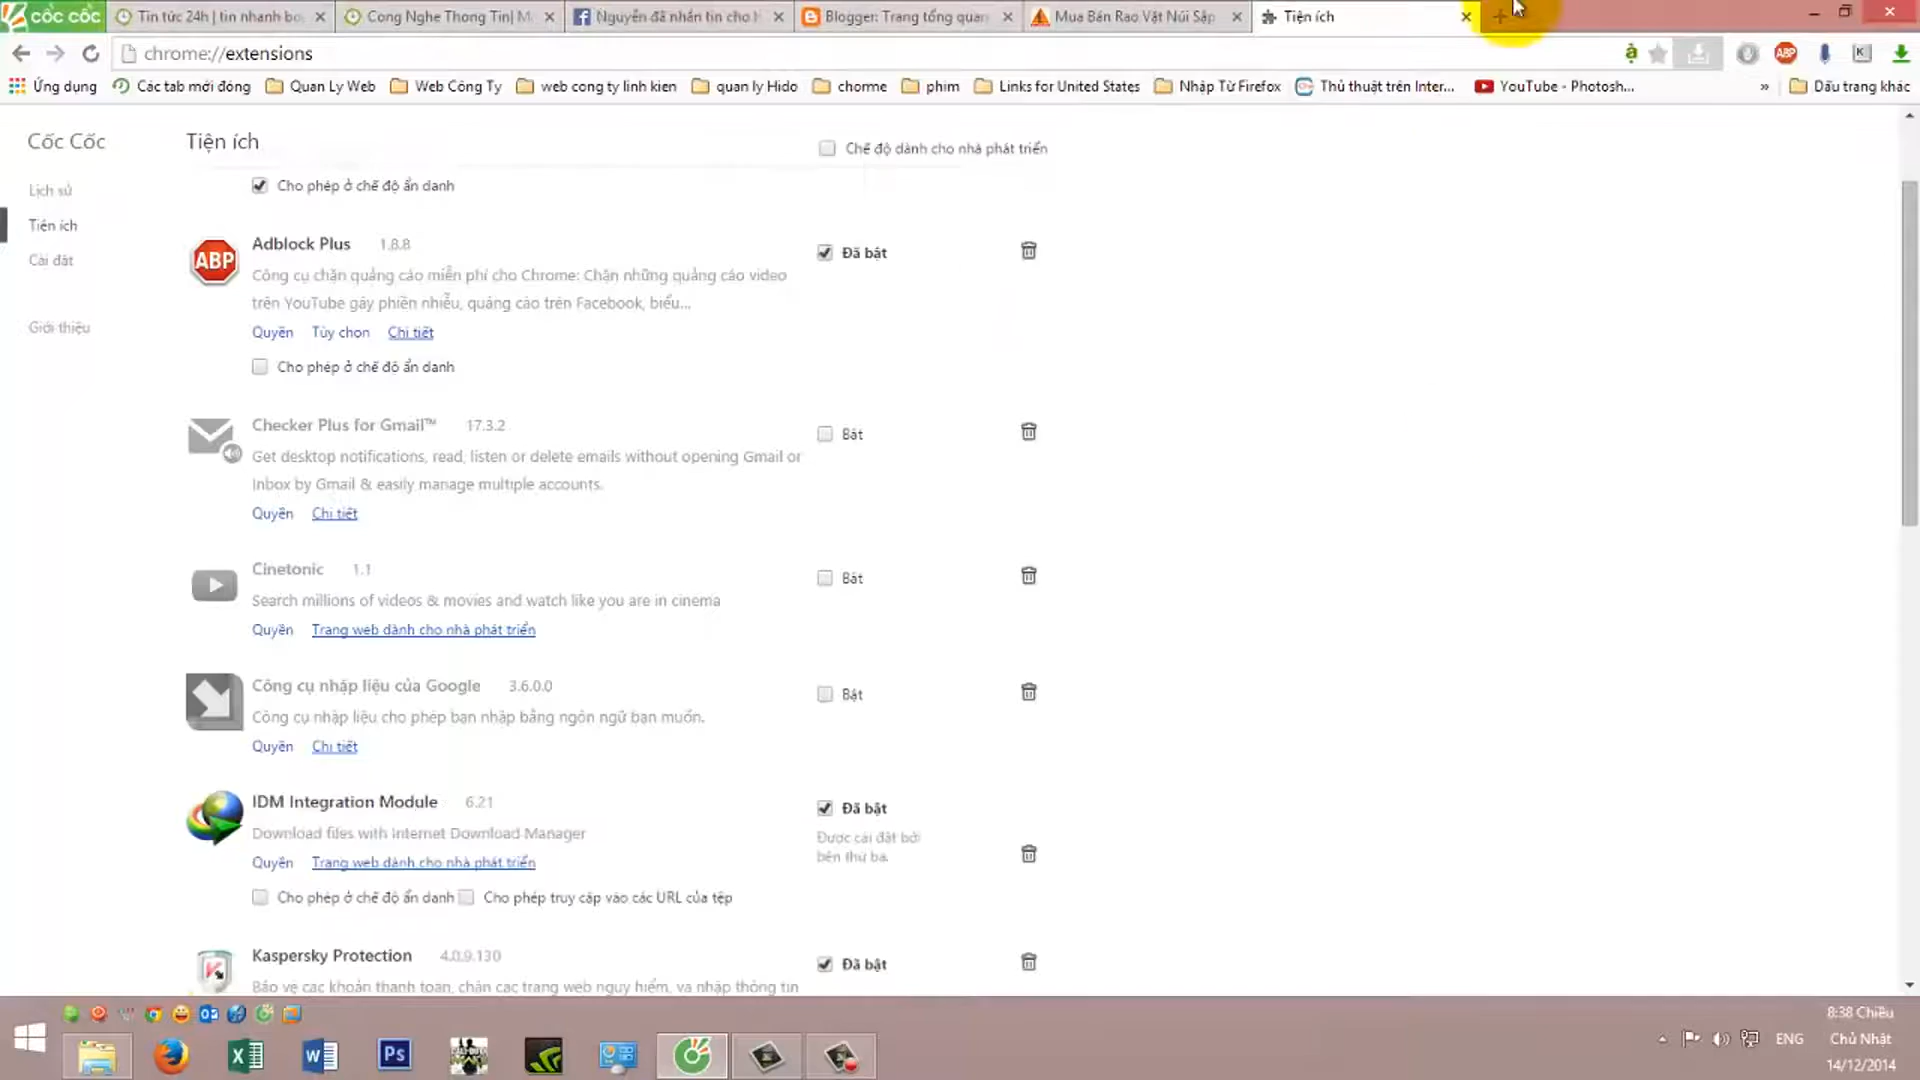 cốc cốc
Tin tức 24h | tin nhanh bo
Cong Nghe Thong Tin| M
Nguyễn đã nhắn tin cho
Blogger: Trang tổng quan
Mua Bán Rao Vặt Núi Sập
Tiện ích
chrome://extensions
ABP
Ứng dụng
Các tab mới đóng
Quan Ly Web
Web Công Ty
web cong ty linh kien
quan ly Hido
chorme
phim
Links for United States
Nhập Từ Firefox
Thủ thuật trên Inter...
YouTube - Photosh...
»
Dấu trang khác
Cốc Cốc
Lịch sử
Tiện ích
Cài đặt
Giới thiệu
Tiện ích
Chế độ dành cho nhà phát triển
Cho phép ở chế độ ẩn danh
ABP
Adblock Plus 1.8.8
Đã bật
Công cụ chặn quảng cáo miễn phí cho Chrome: Chặn những quảng cáo video
trên YouTube gây phiền nhiễu, quảng cáo trên Facebook, biểu...
Quyền Tùy chọn Chi tiết
Cho phép ở chế độ ẩn danh
Checker Plus for Gmail™ 17.3.2
Bật
Get desktop notifications, read, listen or delete emails without opening Gmail or
Inbox by Gmail & easily manage multiple accounts.
Quyền Chi tiết
Cinetonic 1.1
Bật
Search millions of videos & movies and watch like you are in cinema
Quyền Trang web dành cho nhà phát triển
Công cụ nhập liệu của Google 3.6.0.0
Bật
Công cụ nhập liệu cho phép bạn nhập bằng ngôn ngữ bạn muốn.
Quyền Chi tiết
IDM Integration Module 6.21
Đã bật
Được cài đặt bởi
bên thứ ba.
Download files with Internet Download Manager
Quyền Trang web dành cho nhà phát triển
Cho phép ở chế độ ẩn danh Cho phép truy cập vào các URL của tệp
Kaspersky Protection 4.0.9.130
Đã bật
Bảo vệ các khoản thanh toán, chặn các trang web nguy hiểm, và nhập thông tin
Ps
ENG
8:38 Chiều
Chủ Nhật
14/12/2014